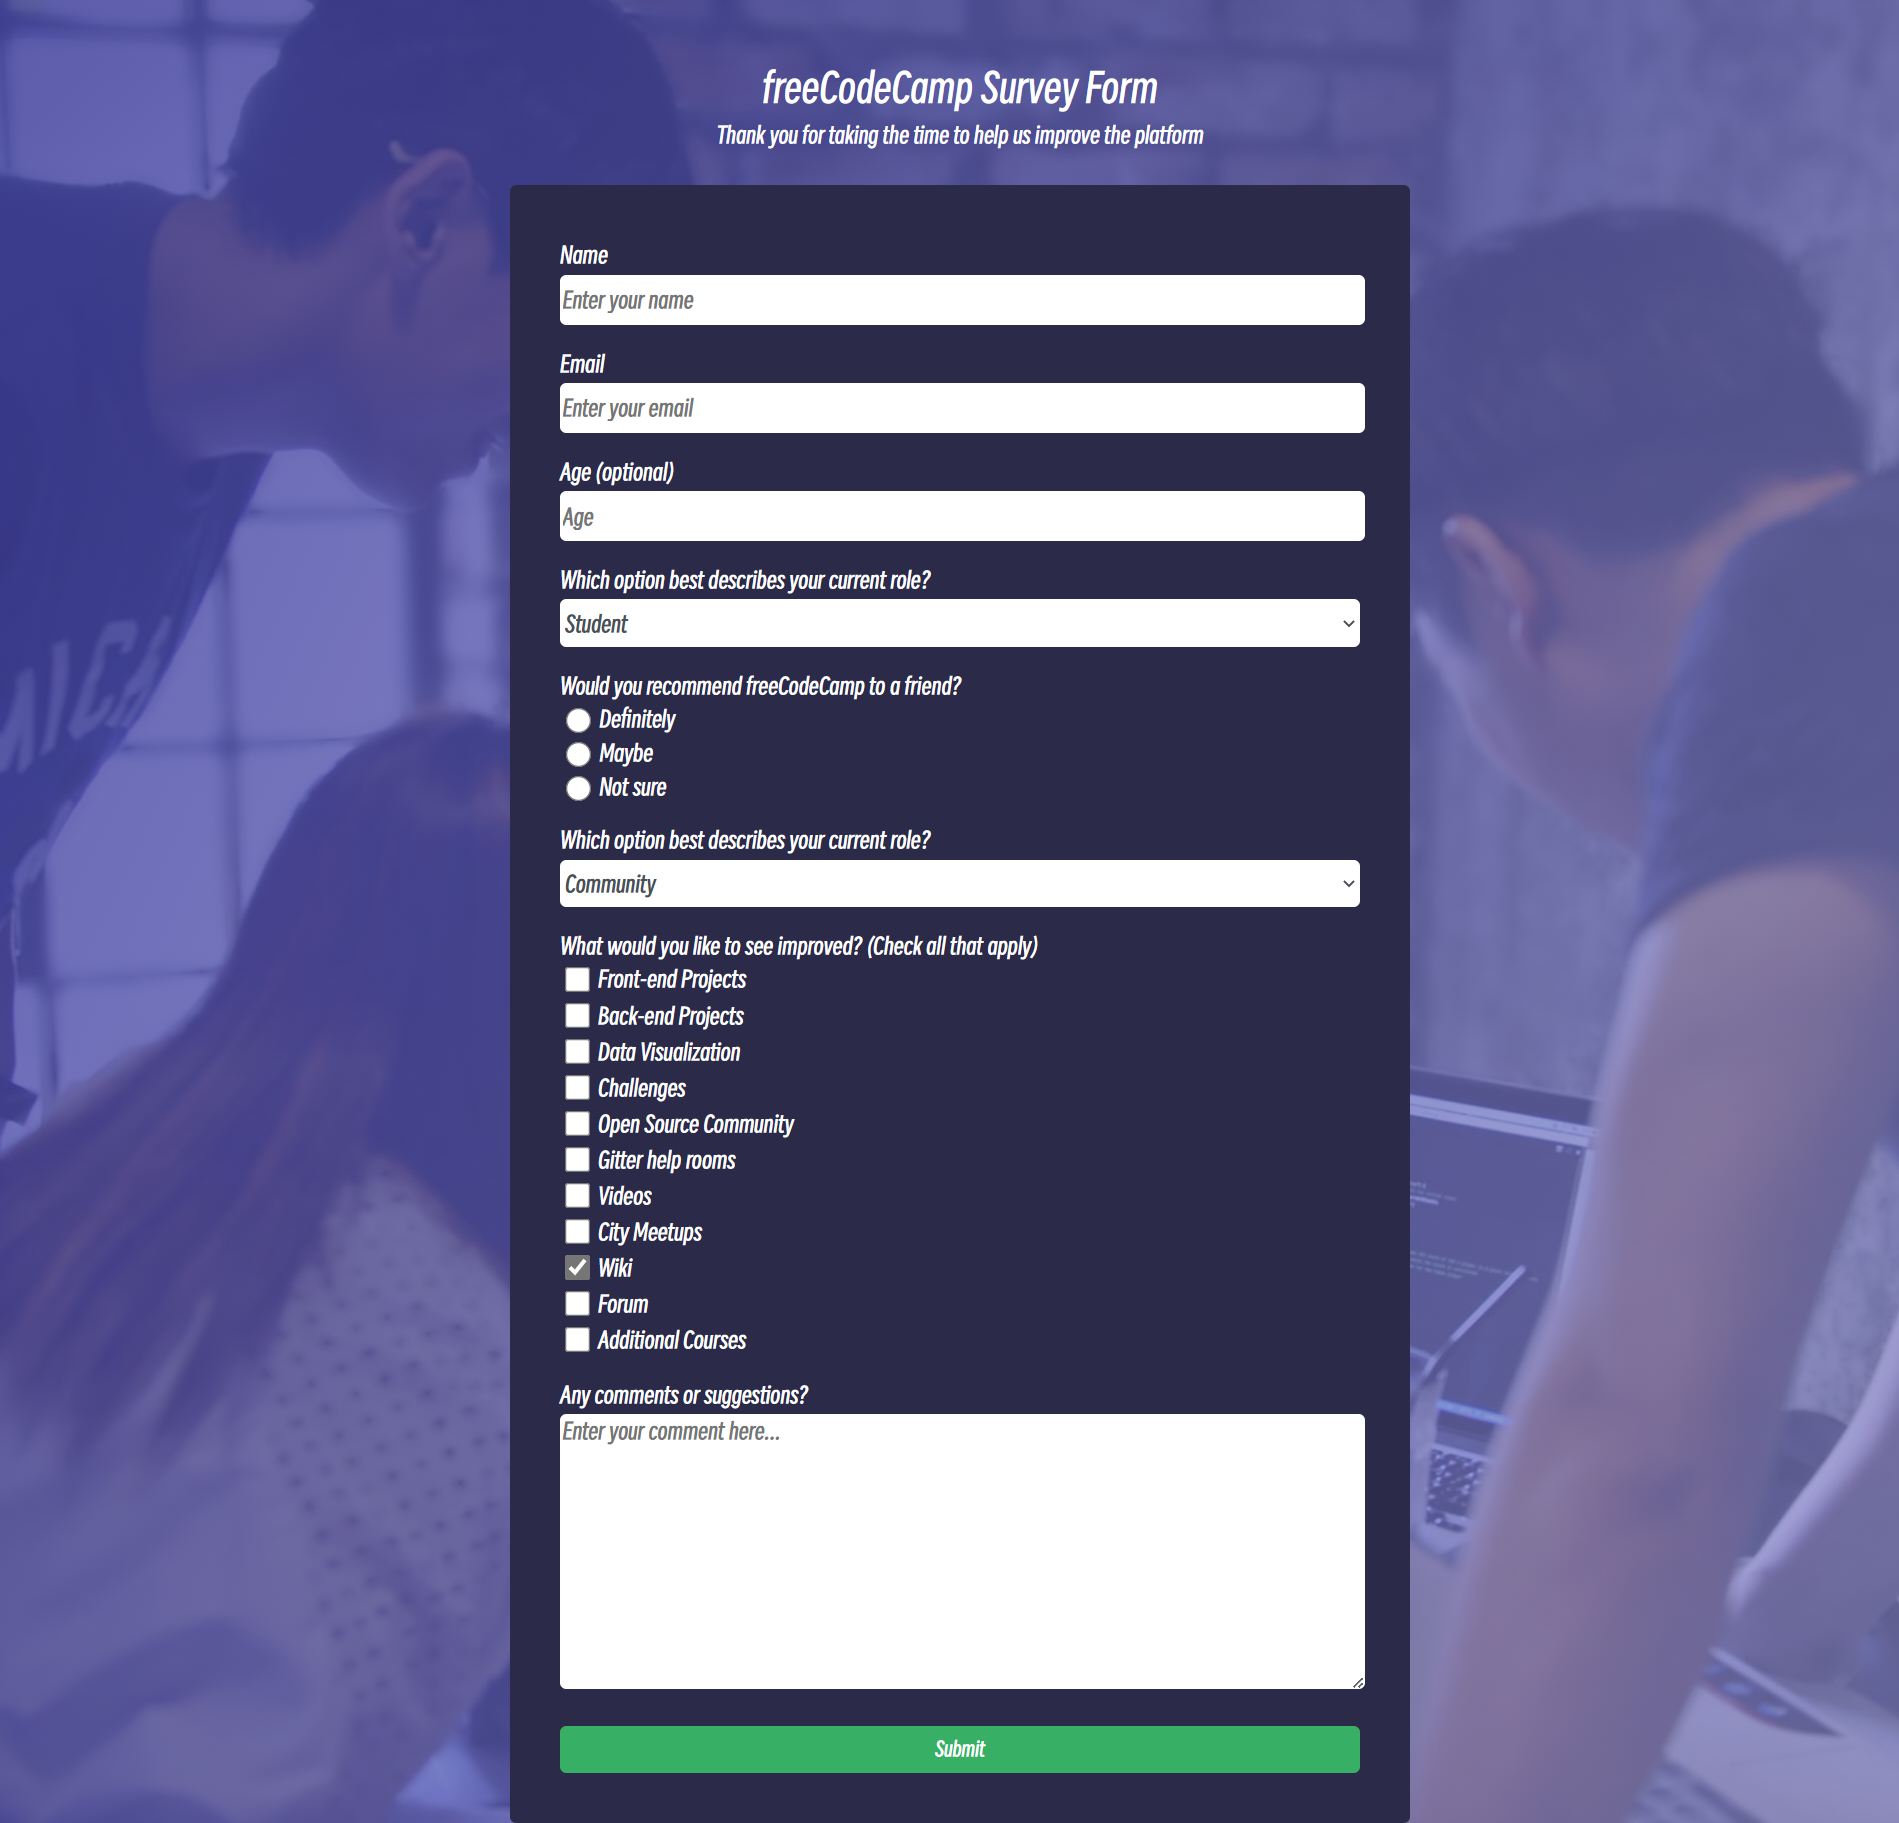 freeCodeCamp Survey Form
Thank you for taking the time to help us improve the platform
Name
Enter your name
Email
Enter your email
Age (optional)
Age
Which option best describes your current role?
Student
Would you recommend freeCodeCamp to a friend?
Definitely
Maybe
Not sure
Which option best describes your current role?
Community
What would you like to see improved? (Check all that apply)
Front-end Projects
Back-end Projects
Data Visualization
Challenges
Open Source Community
Gitter help rooms
Videos
City Meetups
Wiki
Forum
Additional Courses
Any comments or suggestions?
Enter your comment here...
Submit